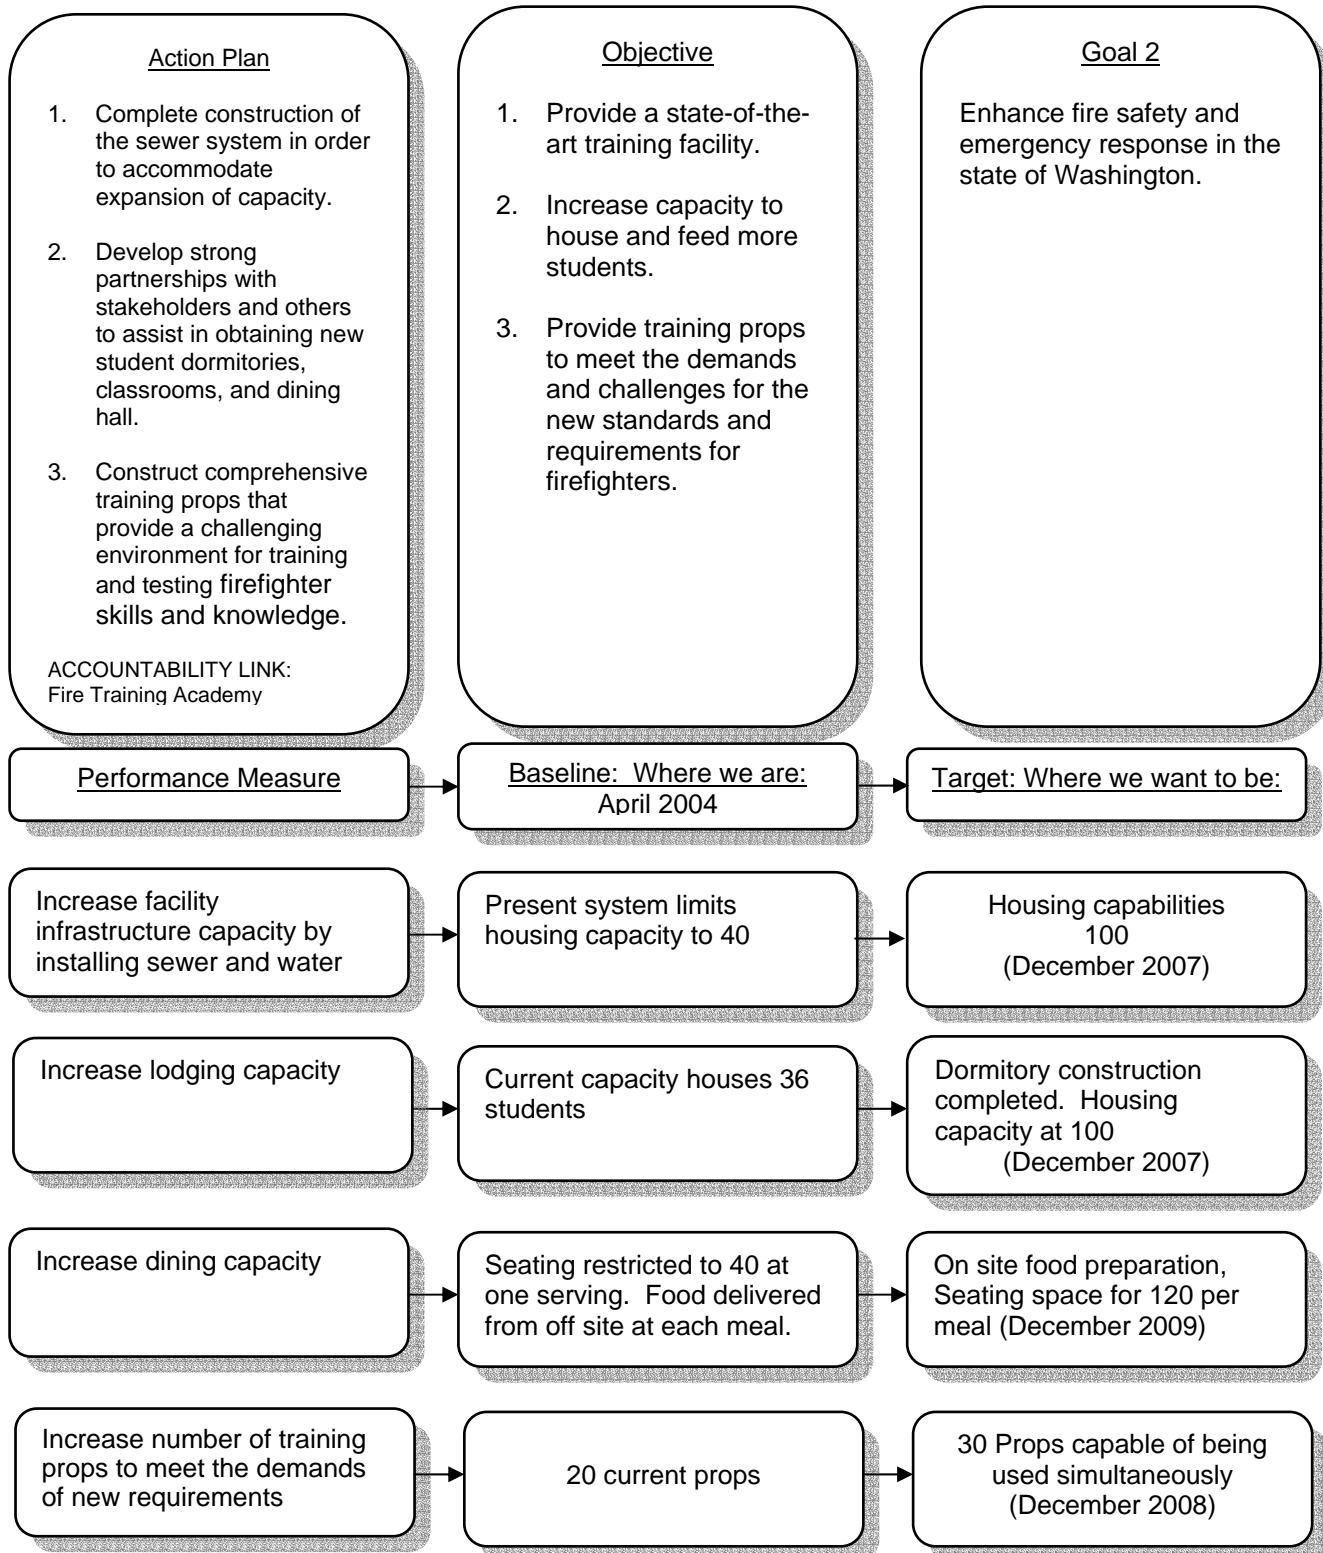 Action Plan
1. Complete construction of
the sewer system in order
to accommodate
expansion of capacity.
2. Develop strong
partnerships with
stakeholders and others
to assist in obtaining new
student dormitories,
classrooms, and dining
hall.
3. Construct comprehensive
training props that
provide a challenging
environment for training
and testing firefighter
skills and knowledge.
ACCOUNTABILITY LINK:
Fire Training Academy
Objective
1. Provide a state-of-the-
art training facility.
2. Increase capacity to
house and feed more
students.
3. Provide training props
to meet the demands
and challenges for the
new standards and
requirements for
firefighters.
Goal 2
Enhance fire safety and
emergency response in the
state of Washington.
Performance Measure
Baseline: Where we are:
April 2004
Target: Where we want to be:
Increase facility
infrastructure capacity by
installing sewer and water
Present system limits
housing capacity to 40
Housing capabilities
100
(December 2007)
Increase lodging capacity
Current capacity houses 36
students
Dormitory construction
completed. Housing
capacity at 100
(December 2007)
Increase dining capacity
Seating restricted to 40 at
one serving. Food delivered
from off site at each meal.
On site food preparation,
Seating space for 120 per
meal (December 2009)
Increase number of training
props to meet the demands
of new requirements
20 current props
30 Props capable of being
used simultaneously
(December 2008)